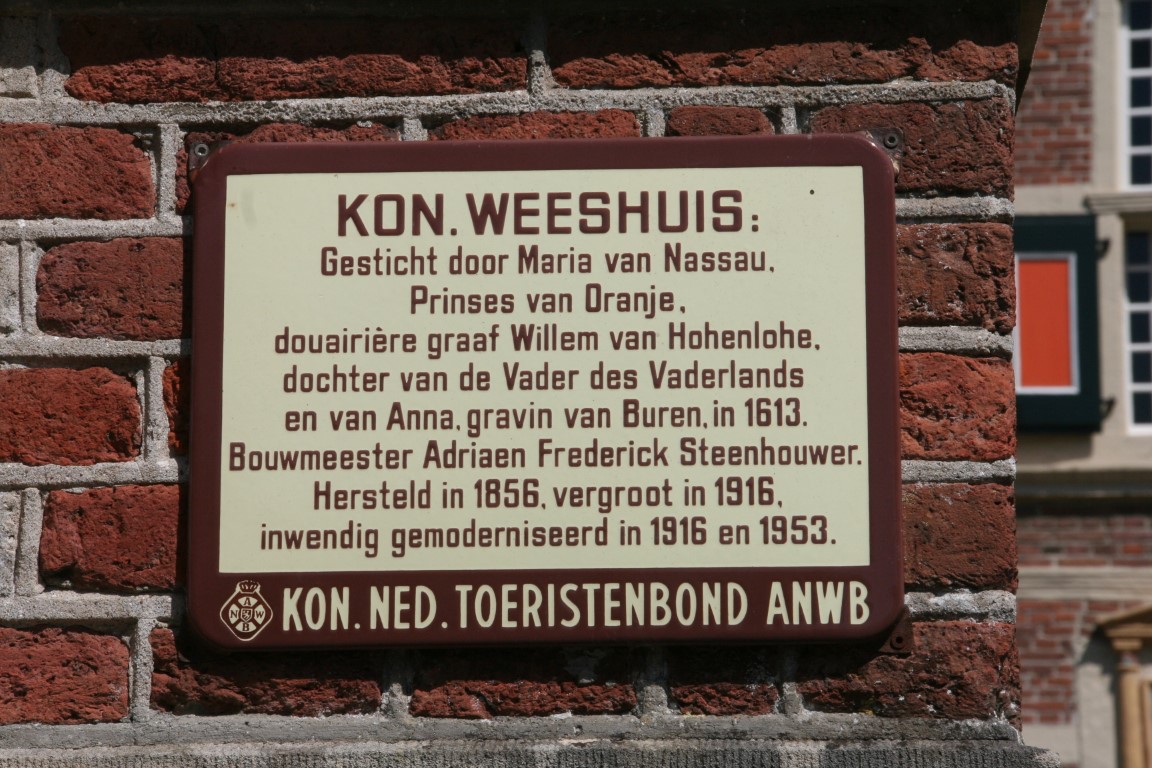 KON. WEESHUIS:
Gesticht door Maria van Nassau,
Prinses van Oranje,
douairière graaf Willem van Hohenlohe,
dochter van de Vader des Vaderlands
en van Anna, gravin van Buren, in 1613.
Bouwmeester Adriaen Frederick Steenhouwer.
Hersteld in 1856, vergroot in 1916,
inwendig gemoderniseerd in 1916 en 1953.
A
N W
B
KON. NED. TOERISTENBOND ANWB